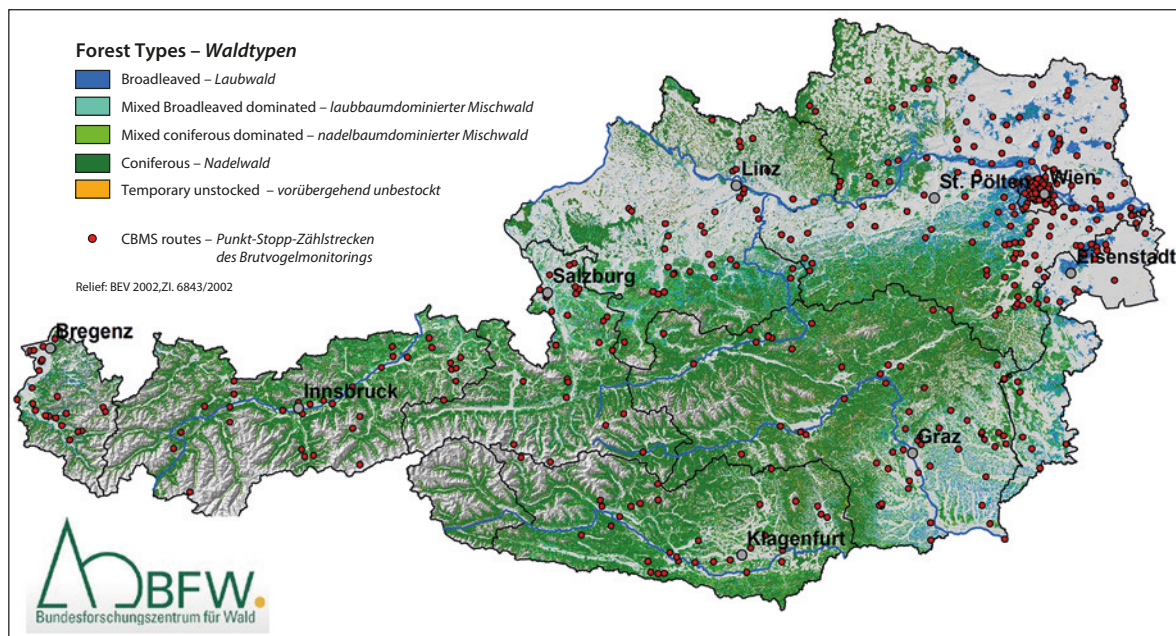 Forest Types – Waldtypen
Broadleaved – Laubwald
Mixed Broadleaved dominated – laubbaumdominierter Mischwald
Mixed coniferous dominated – nadelbaumdominierter Mischwald
Coniferous – Nadelwald
Temporary unstocked – vorübergehend unbestockt
CBMS routes – Punkt-Stopp-Zählstrecken
des Brutvogelmonitorings
Relief: BEV 2002,ZI. 6843/2002
Linz
St. Pölten
Wien
Eisenstadt
Salzburg
Bregenz
Innsbruck
Graz
Klagenfurt
BFW.
Bundesforschungszentrum für Wald